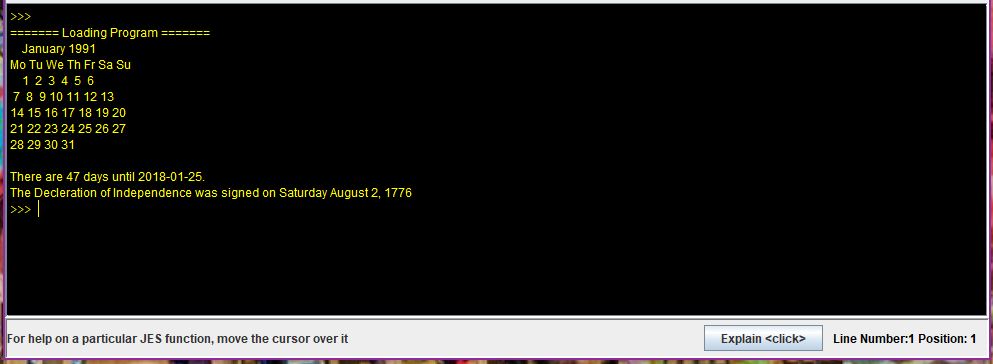 >>>
======= Loading Program =======
    January 1991
Mo Tu We Th Fr Sa Su
    1  2  3  4  5  6
 7  8  9 10 11 12 13
14 15 16 17 18 19 20
21 22 23 24 25 26 27
28 29 30 31
There are 47 days until 2018-01-25.
The Decleration of Independence was signed on Saturday August 2, 1776
>>>
For help on a particular JES function, move the cursor over it
Explain <click>
Line Number:1 Position: 1